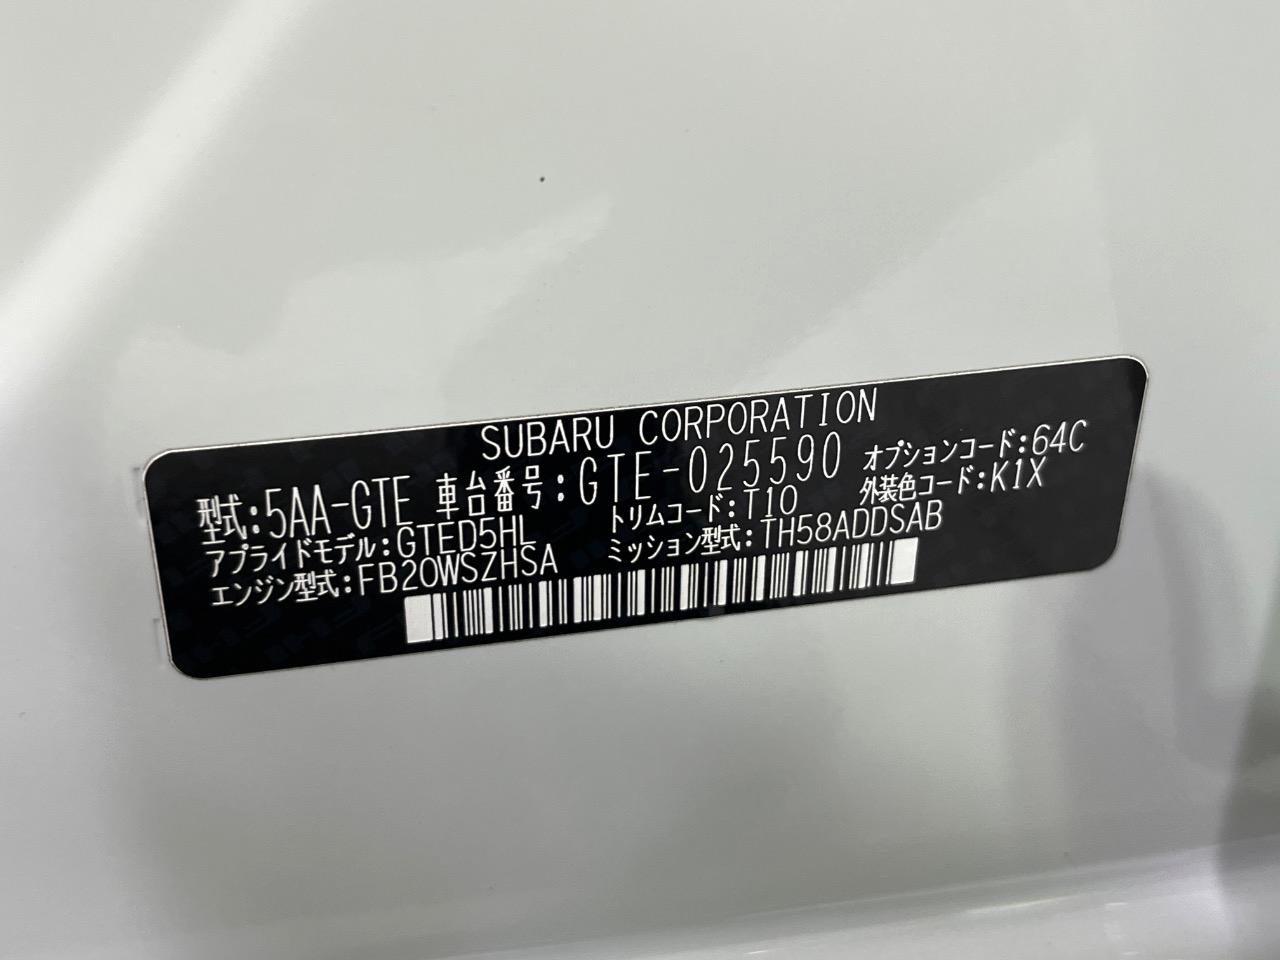 SUBARU CORPORATION
型式:5AA-GTE 車台番号:GTE-025590 オプションコード:64C
アプライドモデル:GTED5HL トリムコード:T10 外装色コード:K1X
エンジン型式:FB20WSZHSA ミッション型式:TH58ADDSAB